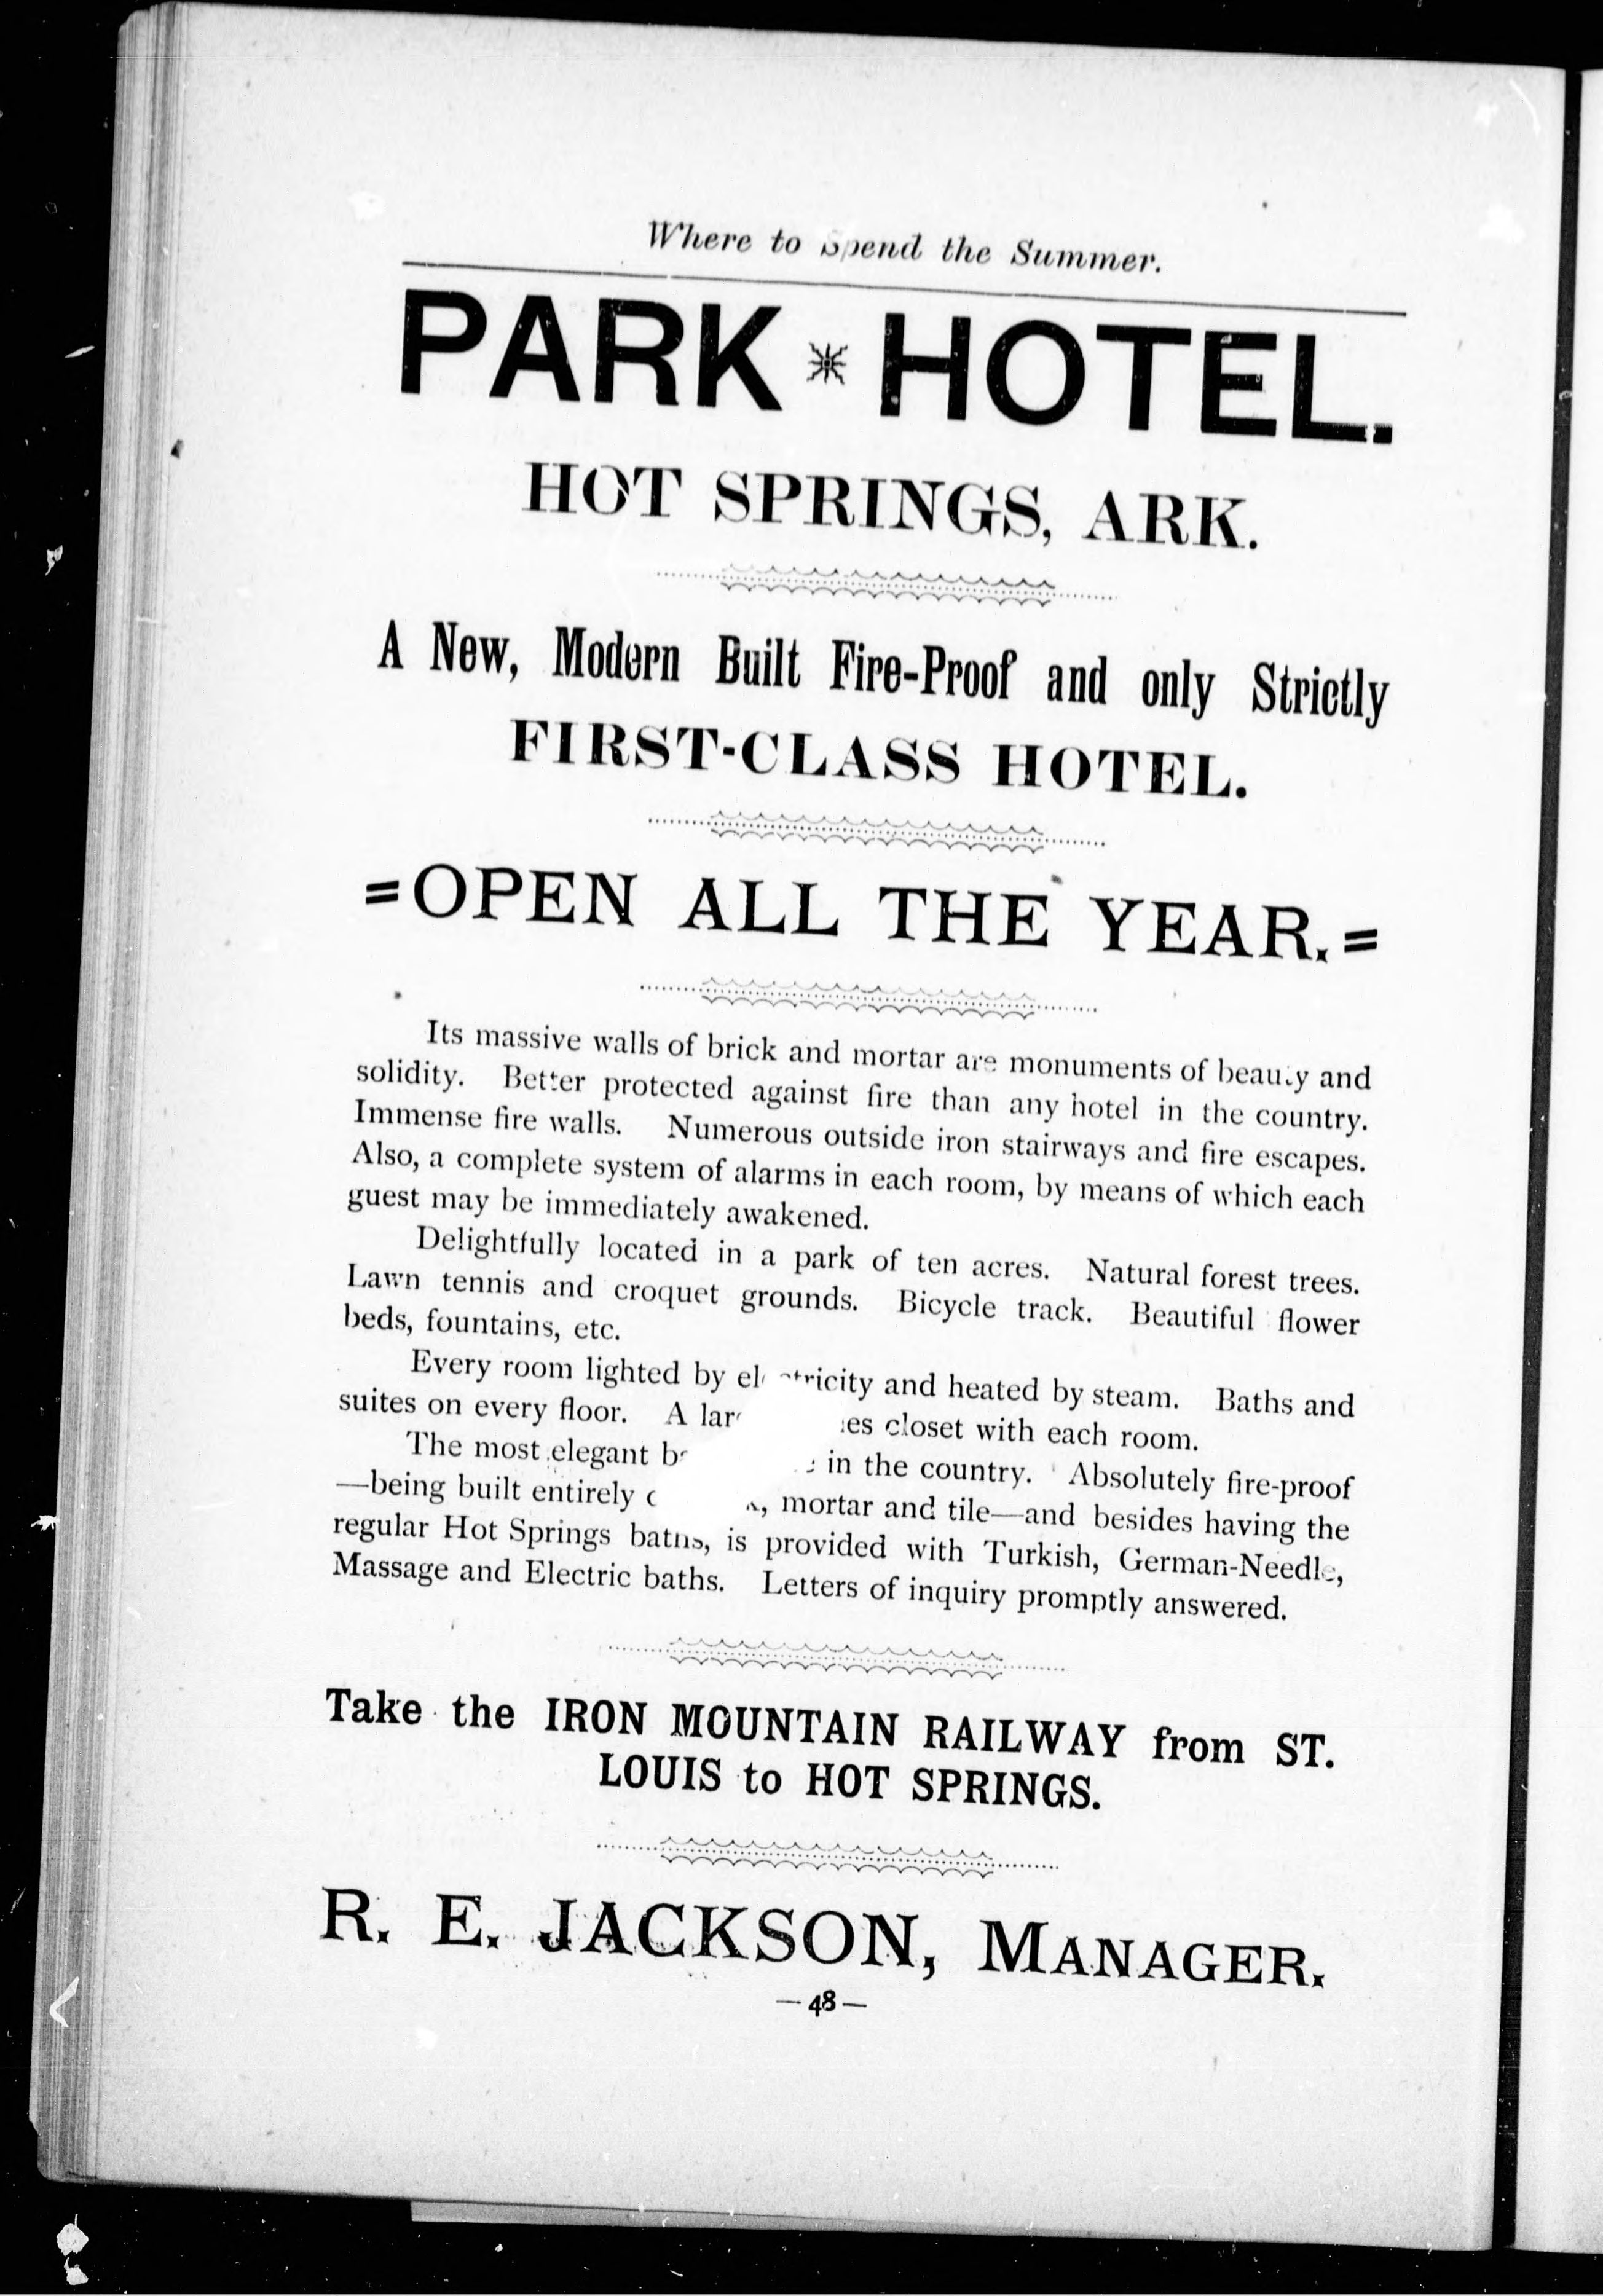 Where to Spend the Summer.
PARK HOTEL.
HOT SPRINGS, ARK.
A New, Modern Built Fire-Proof and only Strictly
FIRST-CLASS HOTEL.
=OPEN ALL THE YEAR.=
Its massive walls of brick and mortar are monuments of beauty and
solidity. Better protected against fire than any hotel in the country.
Immense fire walls. Numerous outside iron stairways and fire escapes.
Also, a complete system of alarms in each room, by means of which each
guest may be immediately awakened.
Delightfully located in a park of ten acres. Natural forest trees.
Lawn tennis and croquet grounds. Bicycle track. Beautiful flower
beds, fountains, etc.
Every room lighted by electricity and heated by steam. Baths and
suites on every floor. A closet with each room.
The most elegant in the country. Absolutely fire-proof
—being built entirely mortar and tile—and besides having the
regular Hot Springs baths, is provided with Turkish, German-Needle,
Massage and Electric baths. Letters of inquiry promptly answered.
Take the IRON MOUNTAIN RAILWAY from ST.
LOUIS to HOT SPRINGS.
R. E. JACKSON, MANAGER.
—48—